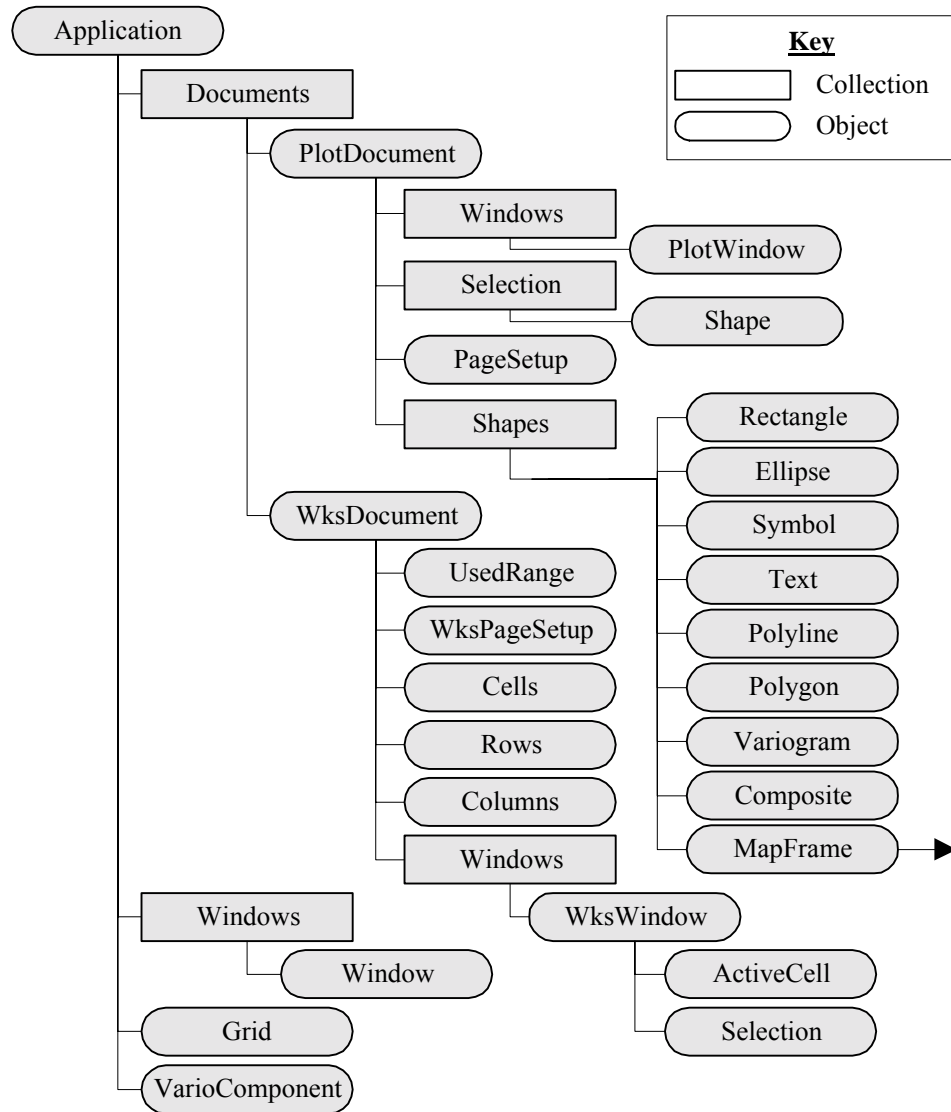 Application
Key
Collection
Object
Documents
PlotDocument
Windows
PlotWindow
Selection
Shape
PageSetup
Shapes
Rectangle
Ellipse
Symbol
Text
Polyline
Polygon
Variogram
Composite
MapFrame
WksDocument
UsedRange
WksPageSetup
Cells
Rows
Columns
Windows
WksWindow
ActiveCell
Selection
Windows
Window
Grid
VarioComponent